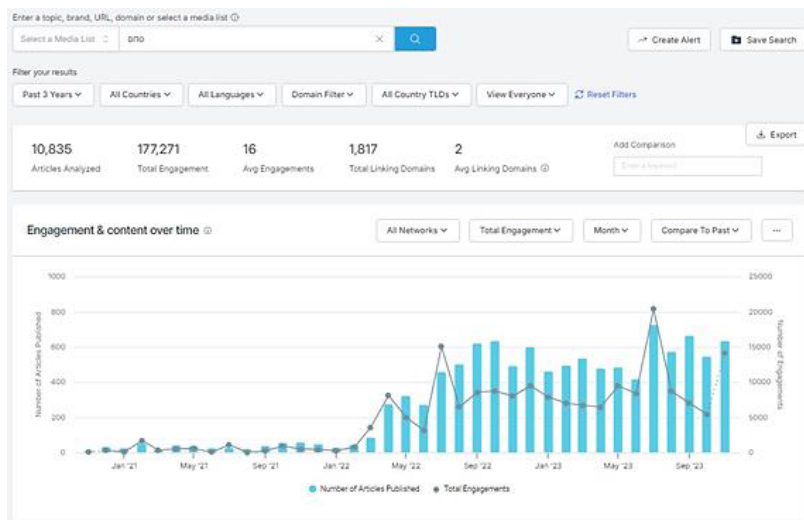 Enter a topic, brand, URL, domain or select a media list
Select a Media List
סתם
Create Alert
Save Search
Filter your results
Past 3 Years
All Countries
All Languages
Domain Filter
All Country TLDs
View Everyone
Reset Filters
Export
10,835
177,271
16
1,817
2
Add Comparison
Articles Analyzed
Total Engagement
Avg Engagements
Total Linking Domains
Avg Linking Domains
Enter a keyword
Engagement & content over time
All Networks
Total Engagement
Month
Compare To Past
...
1000
800
600
400
200
0
Number of Articles Published
25000
20000
15000
10000
5000
0
Number of Engagements
Jan '21
May '21
Sep '21
Jan '22
May '22
Sep '22
Jan '23
May '23
Sep '23
Number of Articles Published
Total Engagements